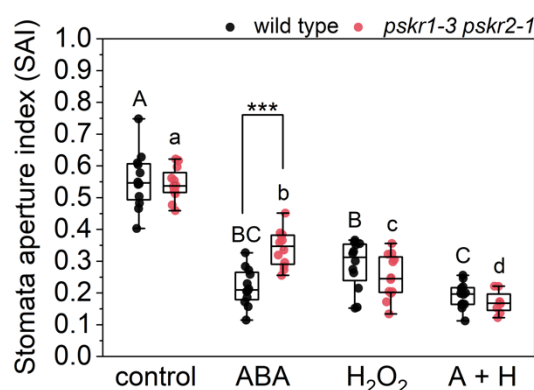 wild type pskr1-3 pskr2-1
Stomata aperture index (SAI)
1.0
0.9
0.8
0.7
0.6
0.5
0.4
0.3
0.2
0.1
0.0
A
a
***
BC
b
B
c
C
d
control ABA H₂O₂ A + H